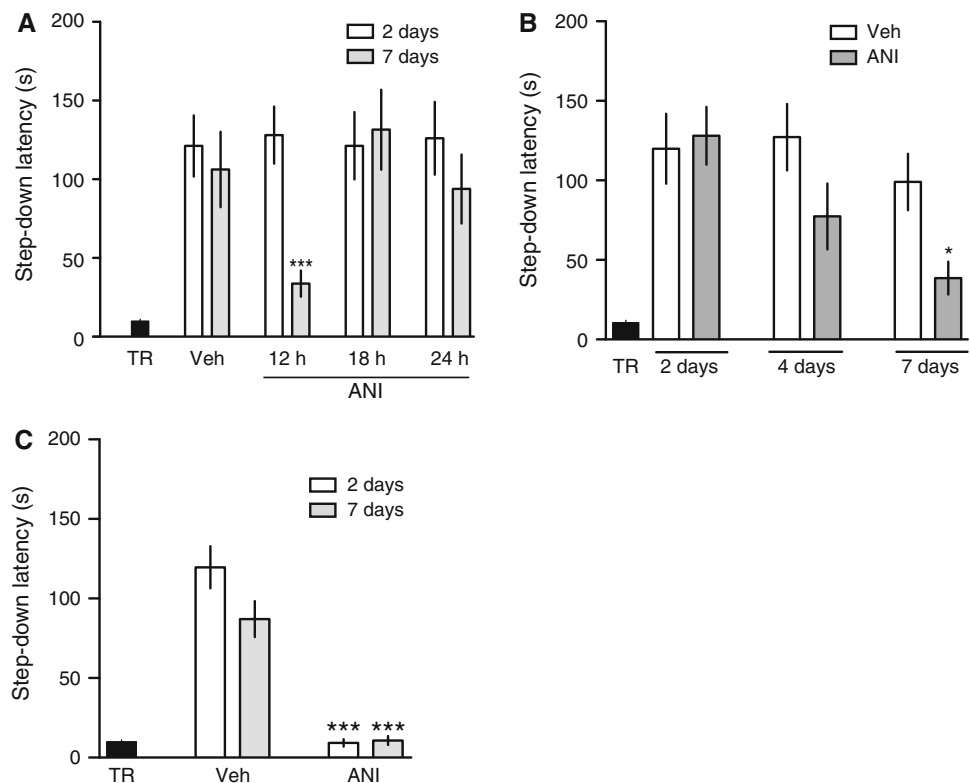 A
200
150
100
50
0
Step-down latency (s)
2 days
7 days
***
TR Veh 12 h 18 h 24 h
ANI
B
200
150
100
50
0
Step-down latency (s)
Veh
ANI
*
TR 2 days 4 days 7 days
C
200
150
100
50
0
Step-down latency (s)
2 days
7 days
*** ***
TR Veh ANI